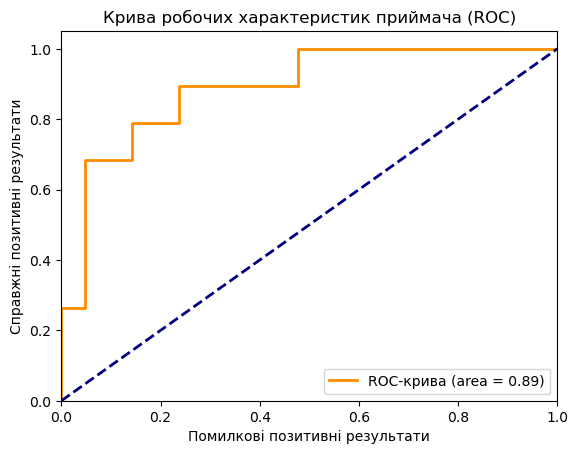 Крива робочих характеристик приймача (ROC)
Справжні позитивні результати
1.0
0.8
0.6
0.4
0.2
0.0
0.0 0.2 0.4 0.6 0.8 1.0
Помилкові позитивні результати
ROC-крива (area = 0.89)